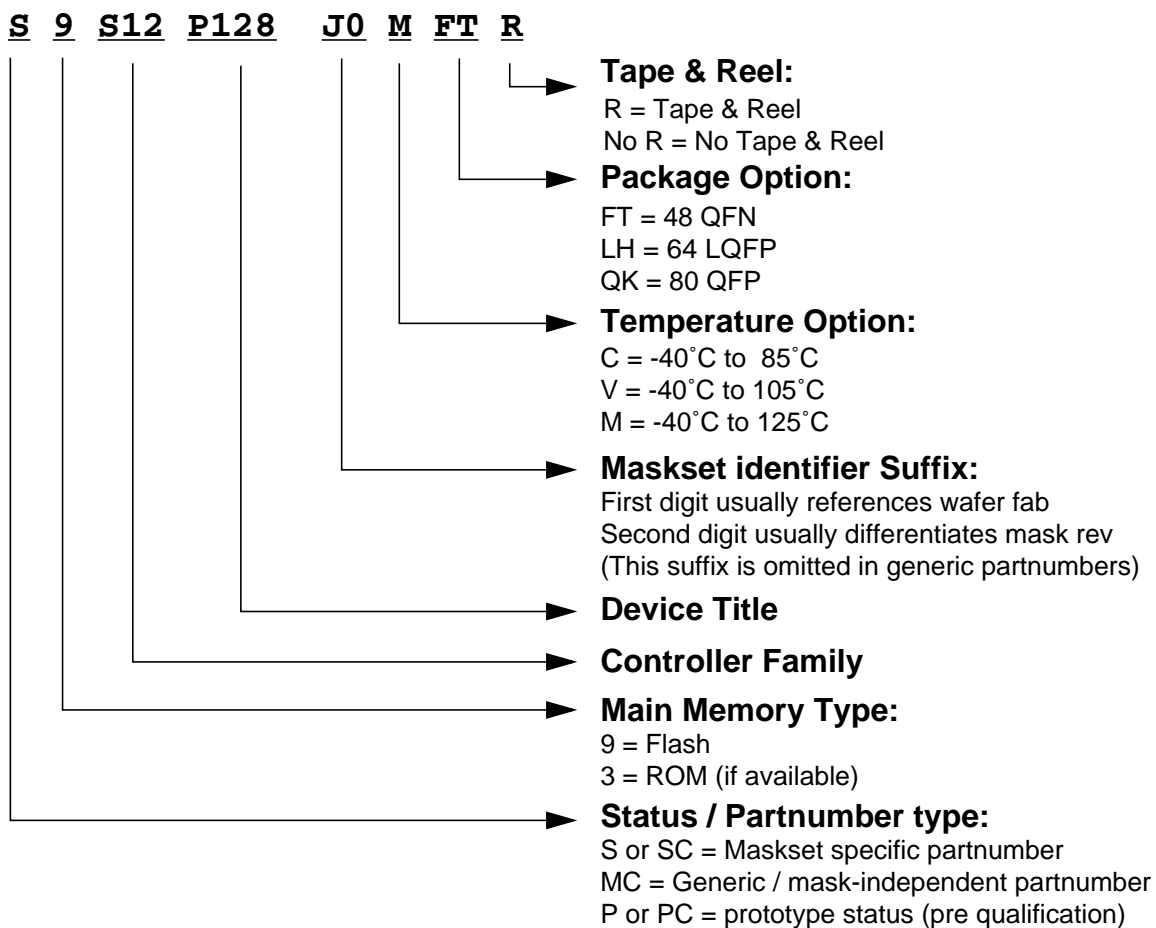 S 9 S12 P128 J0 M FT R
Tape & Reel:
R = Tape & Reel
No R = No Tape & Reel
Package Option:
FT = 48 QFN
LH = 64 LQFP
QK = 80 QFP
Temperature Option:
C = -40˚C to 85˚C
V = -40˚C to 105˚C
M = -40˚C to 125˚C
Maskset identifier Suffix:
First digit usually references wafer fab
Second digit usually differentiates mask rev
(This suffix is omitted in generic partnumbers)
Device Title
Controller Family
Main Memory Type:
9 = Flash
3 = ROM (if available)
Status / Partnumber type:
S or SC = Maskset specific partnumber
MC = Generic / mask-independent partnumber
P or PC = prototype status (pre qualification)